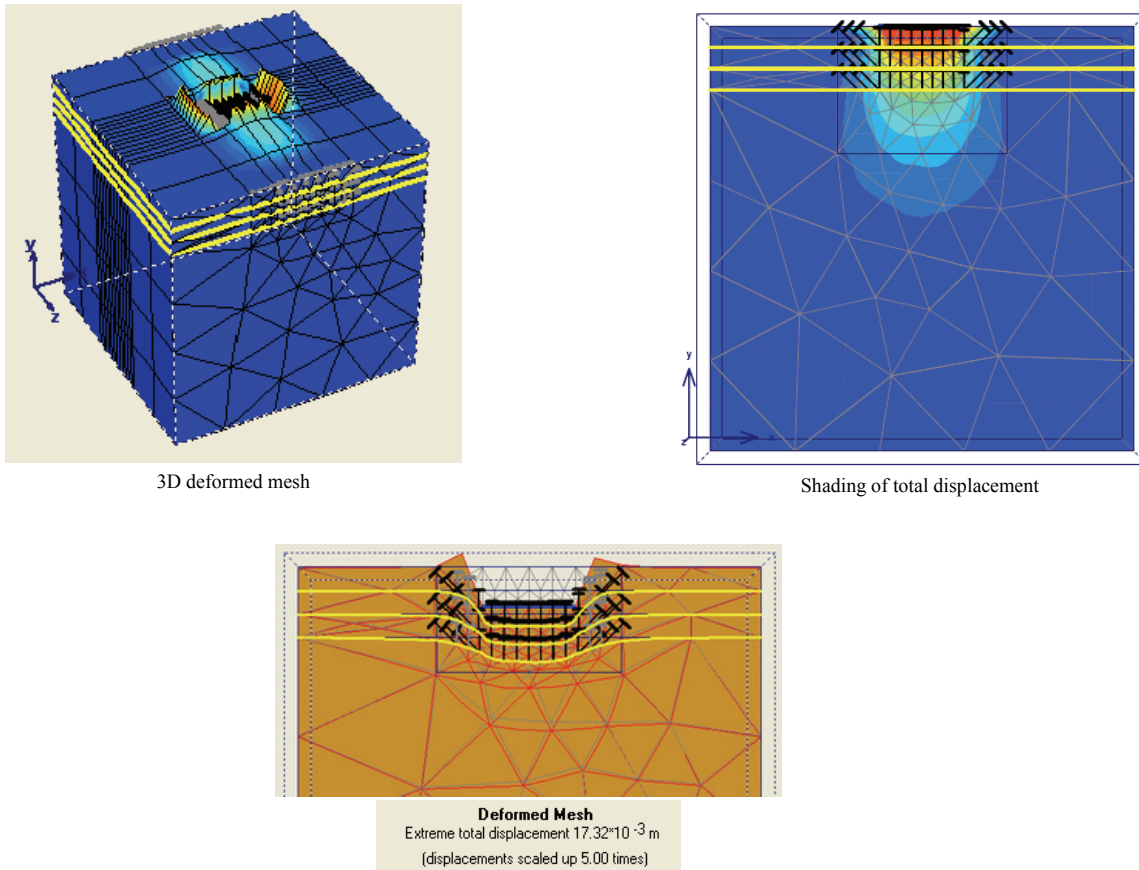 y
x
z
3D deformed mesh
y
x
z
Shading of total displacement
Deformed Mesh
Extreme total displacement 17.32*10 -3 m
(displacements scaled up 5.00 times)